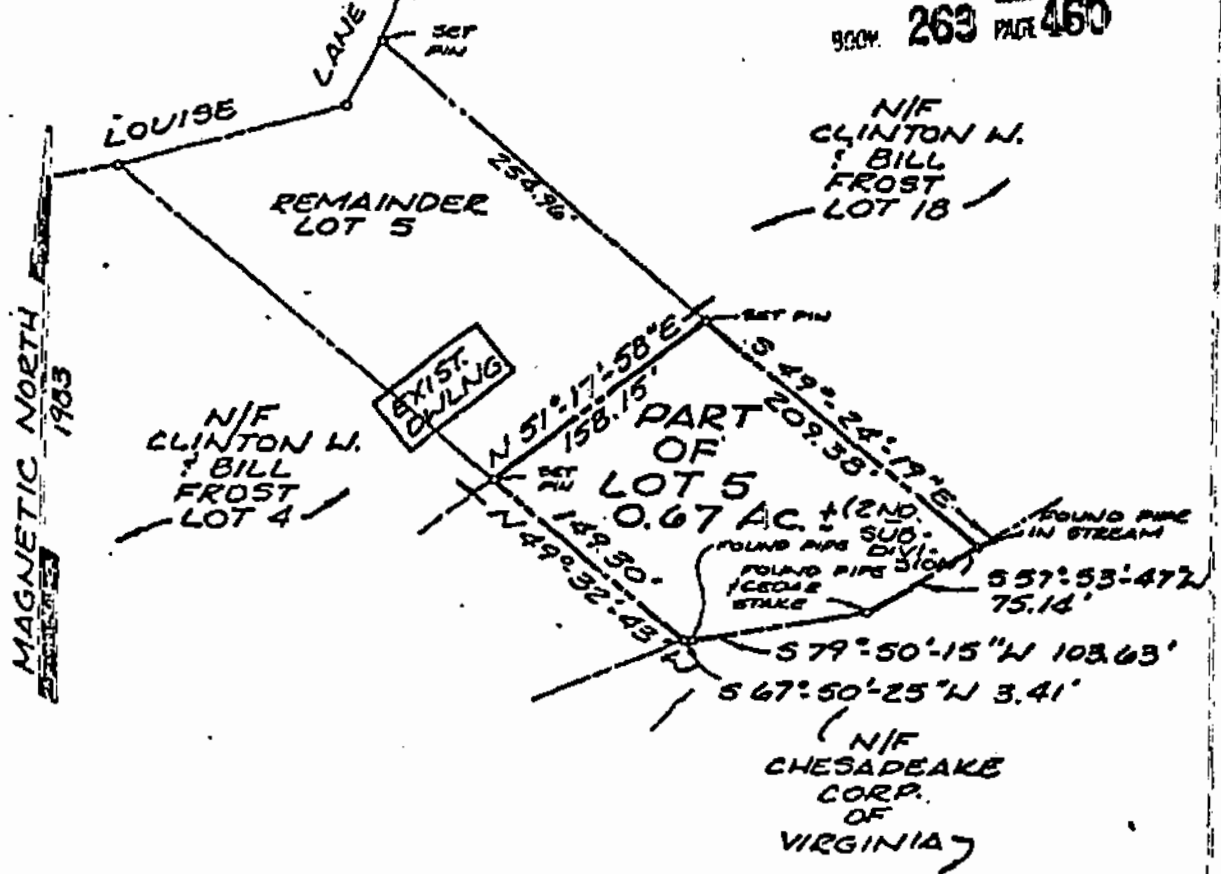 263 PAGE 460
LANE
SET
PIN
LOUISE
N/F
CLINTON W.
& BILL
FROST
LOT 18
254.96'
REMAINDER
LOT 5
MAGNETIC NORTH
1983
SET PIN
EXIST.
DWLNG
N 51°-17'-58"E
158.15'
S 49°-24'-19"E
209.38'
N/F
CLINTON W.
& BILL
FROST
LOT 4
PART
OF
LOT 5
0.67 AC. ±
(2ND.
SUB-
DIVI-
SION)
SET
PIN
149.30'
N 49°-32'-43"W
FOUND PIPE
FOUND PIPE
/CEDAR
STAKE
FOUND PIPE
IN STREAM
S 57°-53'-47"W
75.14'
S 79°-50'-15"W 103.63'
S 67°-50'-25"W 3.41'
N/F
CHESAPEAKE
CORP.
OF
VIRGINIA